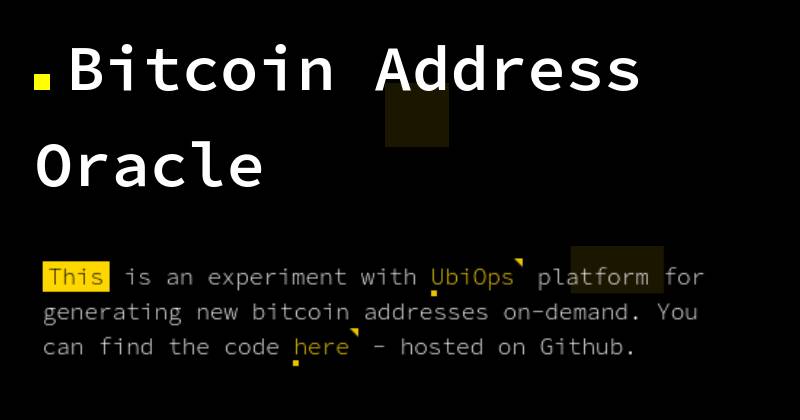 Bitcoin Address
Oracle
This is an experiment with UbiOps platform for
generating new bitcoin addresses on-demand. You
can find the code here - hosted on Github.